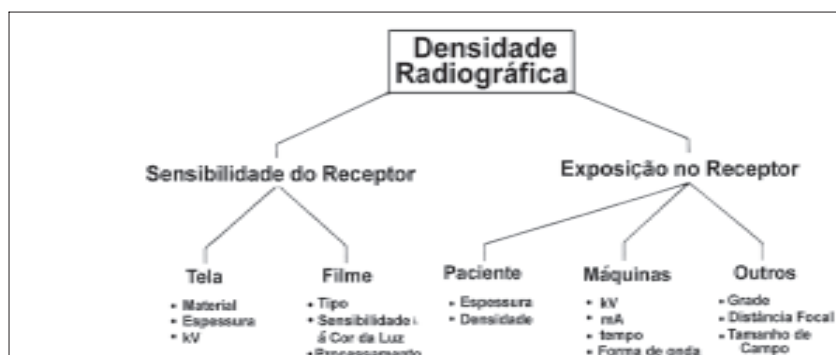 Densidade
Radiográfica
Sensibilidade do Receptor
Exposição no Receptor
Tela
• Material
• Espessura
• kV
Filme
• Tipo
• Sensibilidade
á Cor da Luz
• Processamento
Paciente
• Espessura
• Densidade
Máquinas
• kV
• mA
• tempo
• Forma de onda
Outros
• Grade
• Distância Focal
• Tamanho de
Campo